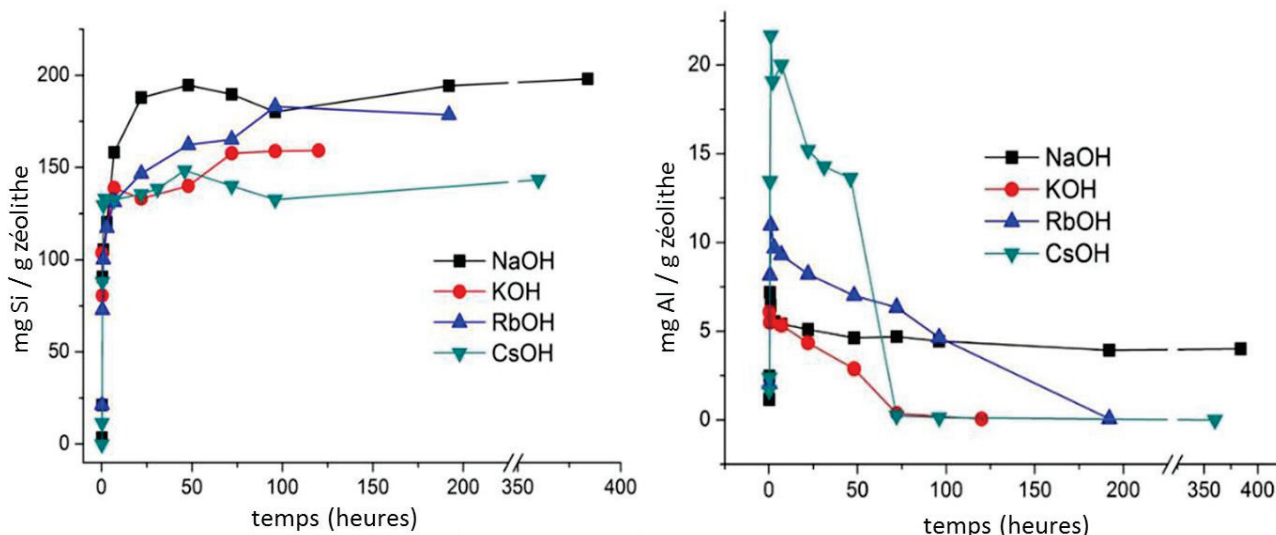 mg Si / g zéolithe
200
150
100
50
0
NaOH
KOH
RbOH
CsOH
0 50 100 150 200 350 400
temps (heures)
mg Al / g zéolithe
20
15
10
5
0
NaOH
KOH
RbOH
CsOH
0 50 100 150 200 350 400
temps (heures)